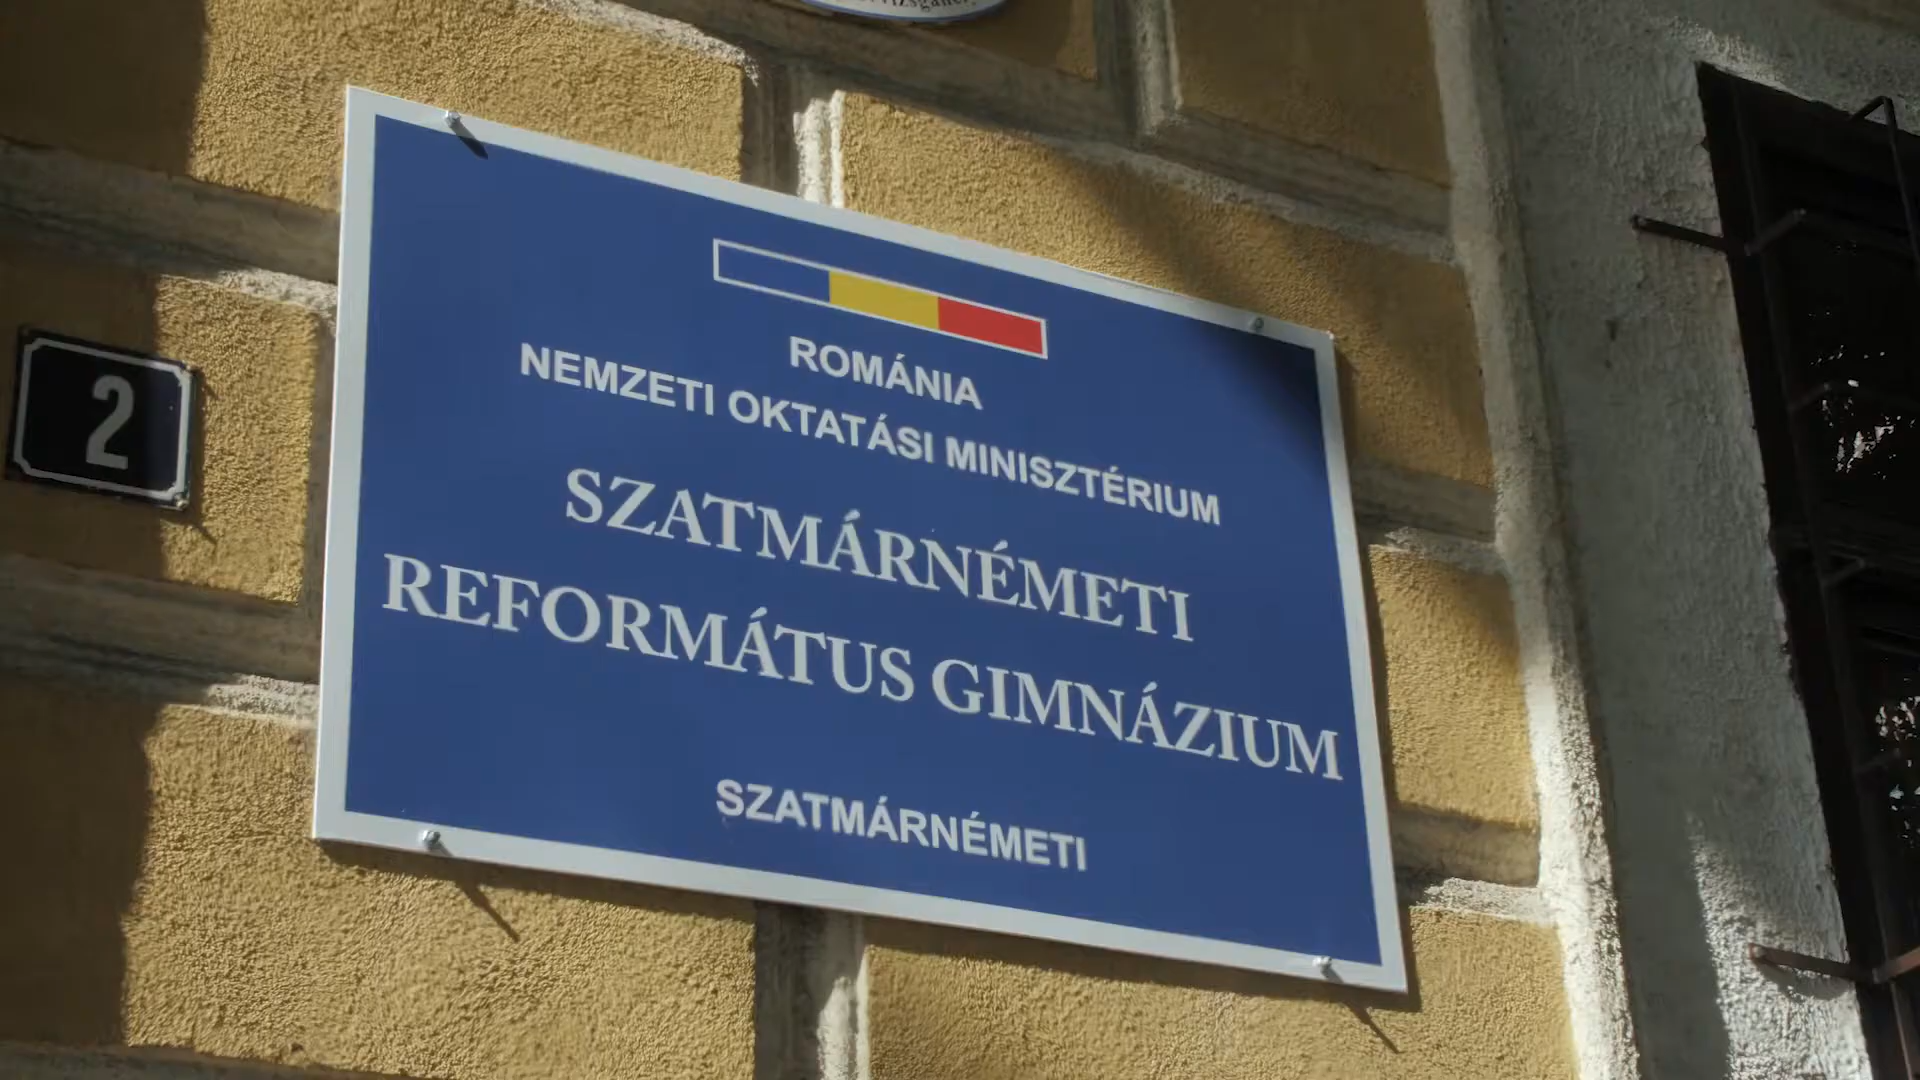 2
ROMÁNIA
NEMZETI OKTATÁSI MINISZTÉRIUM
SZATMÁRNÉMETI
REFORMÁTUS GIMNÁZIUM
SZATMÁRNÉMETI